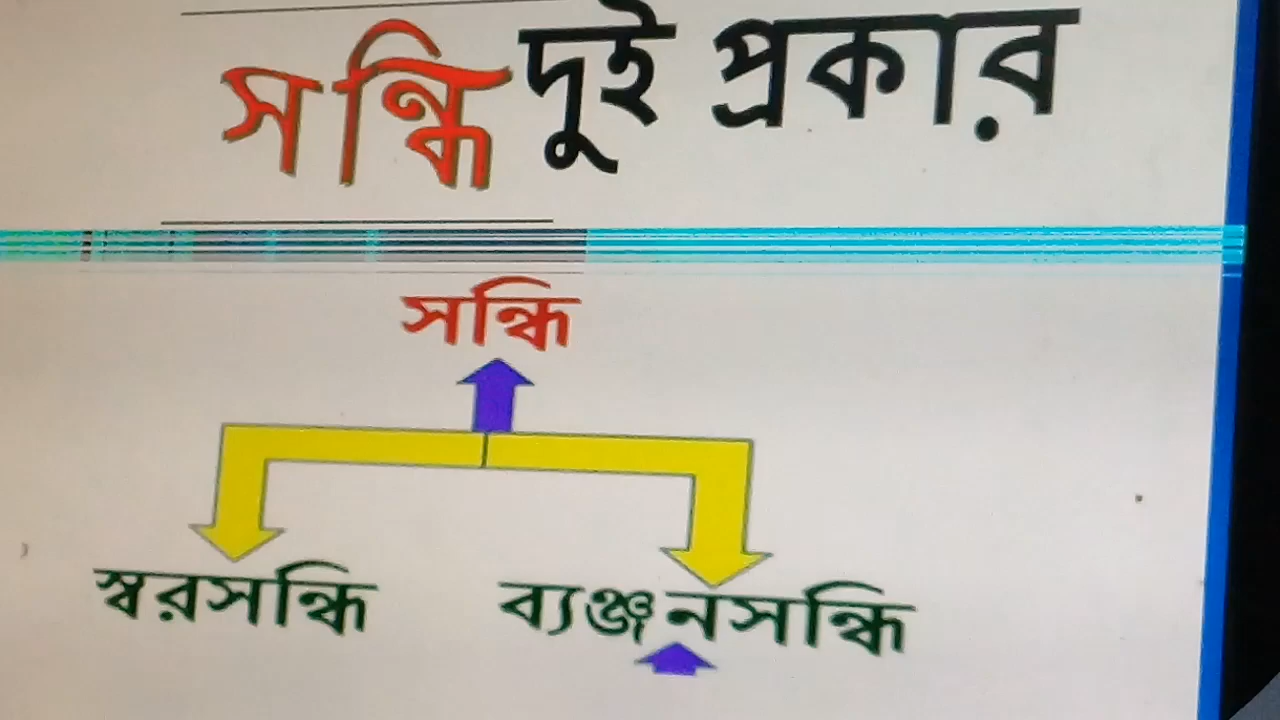 সন্ধি দুই প্রকার
সন্ধি
স্বরসন্ধি ব্যঞ্জনসন্ধি